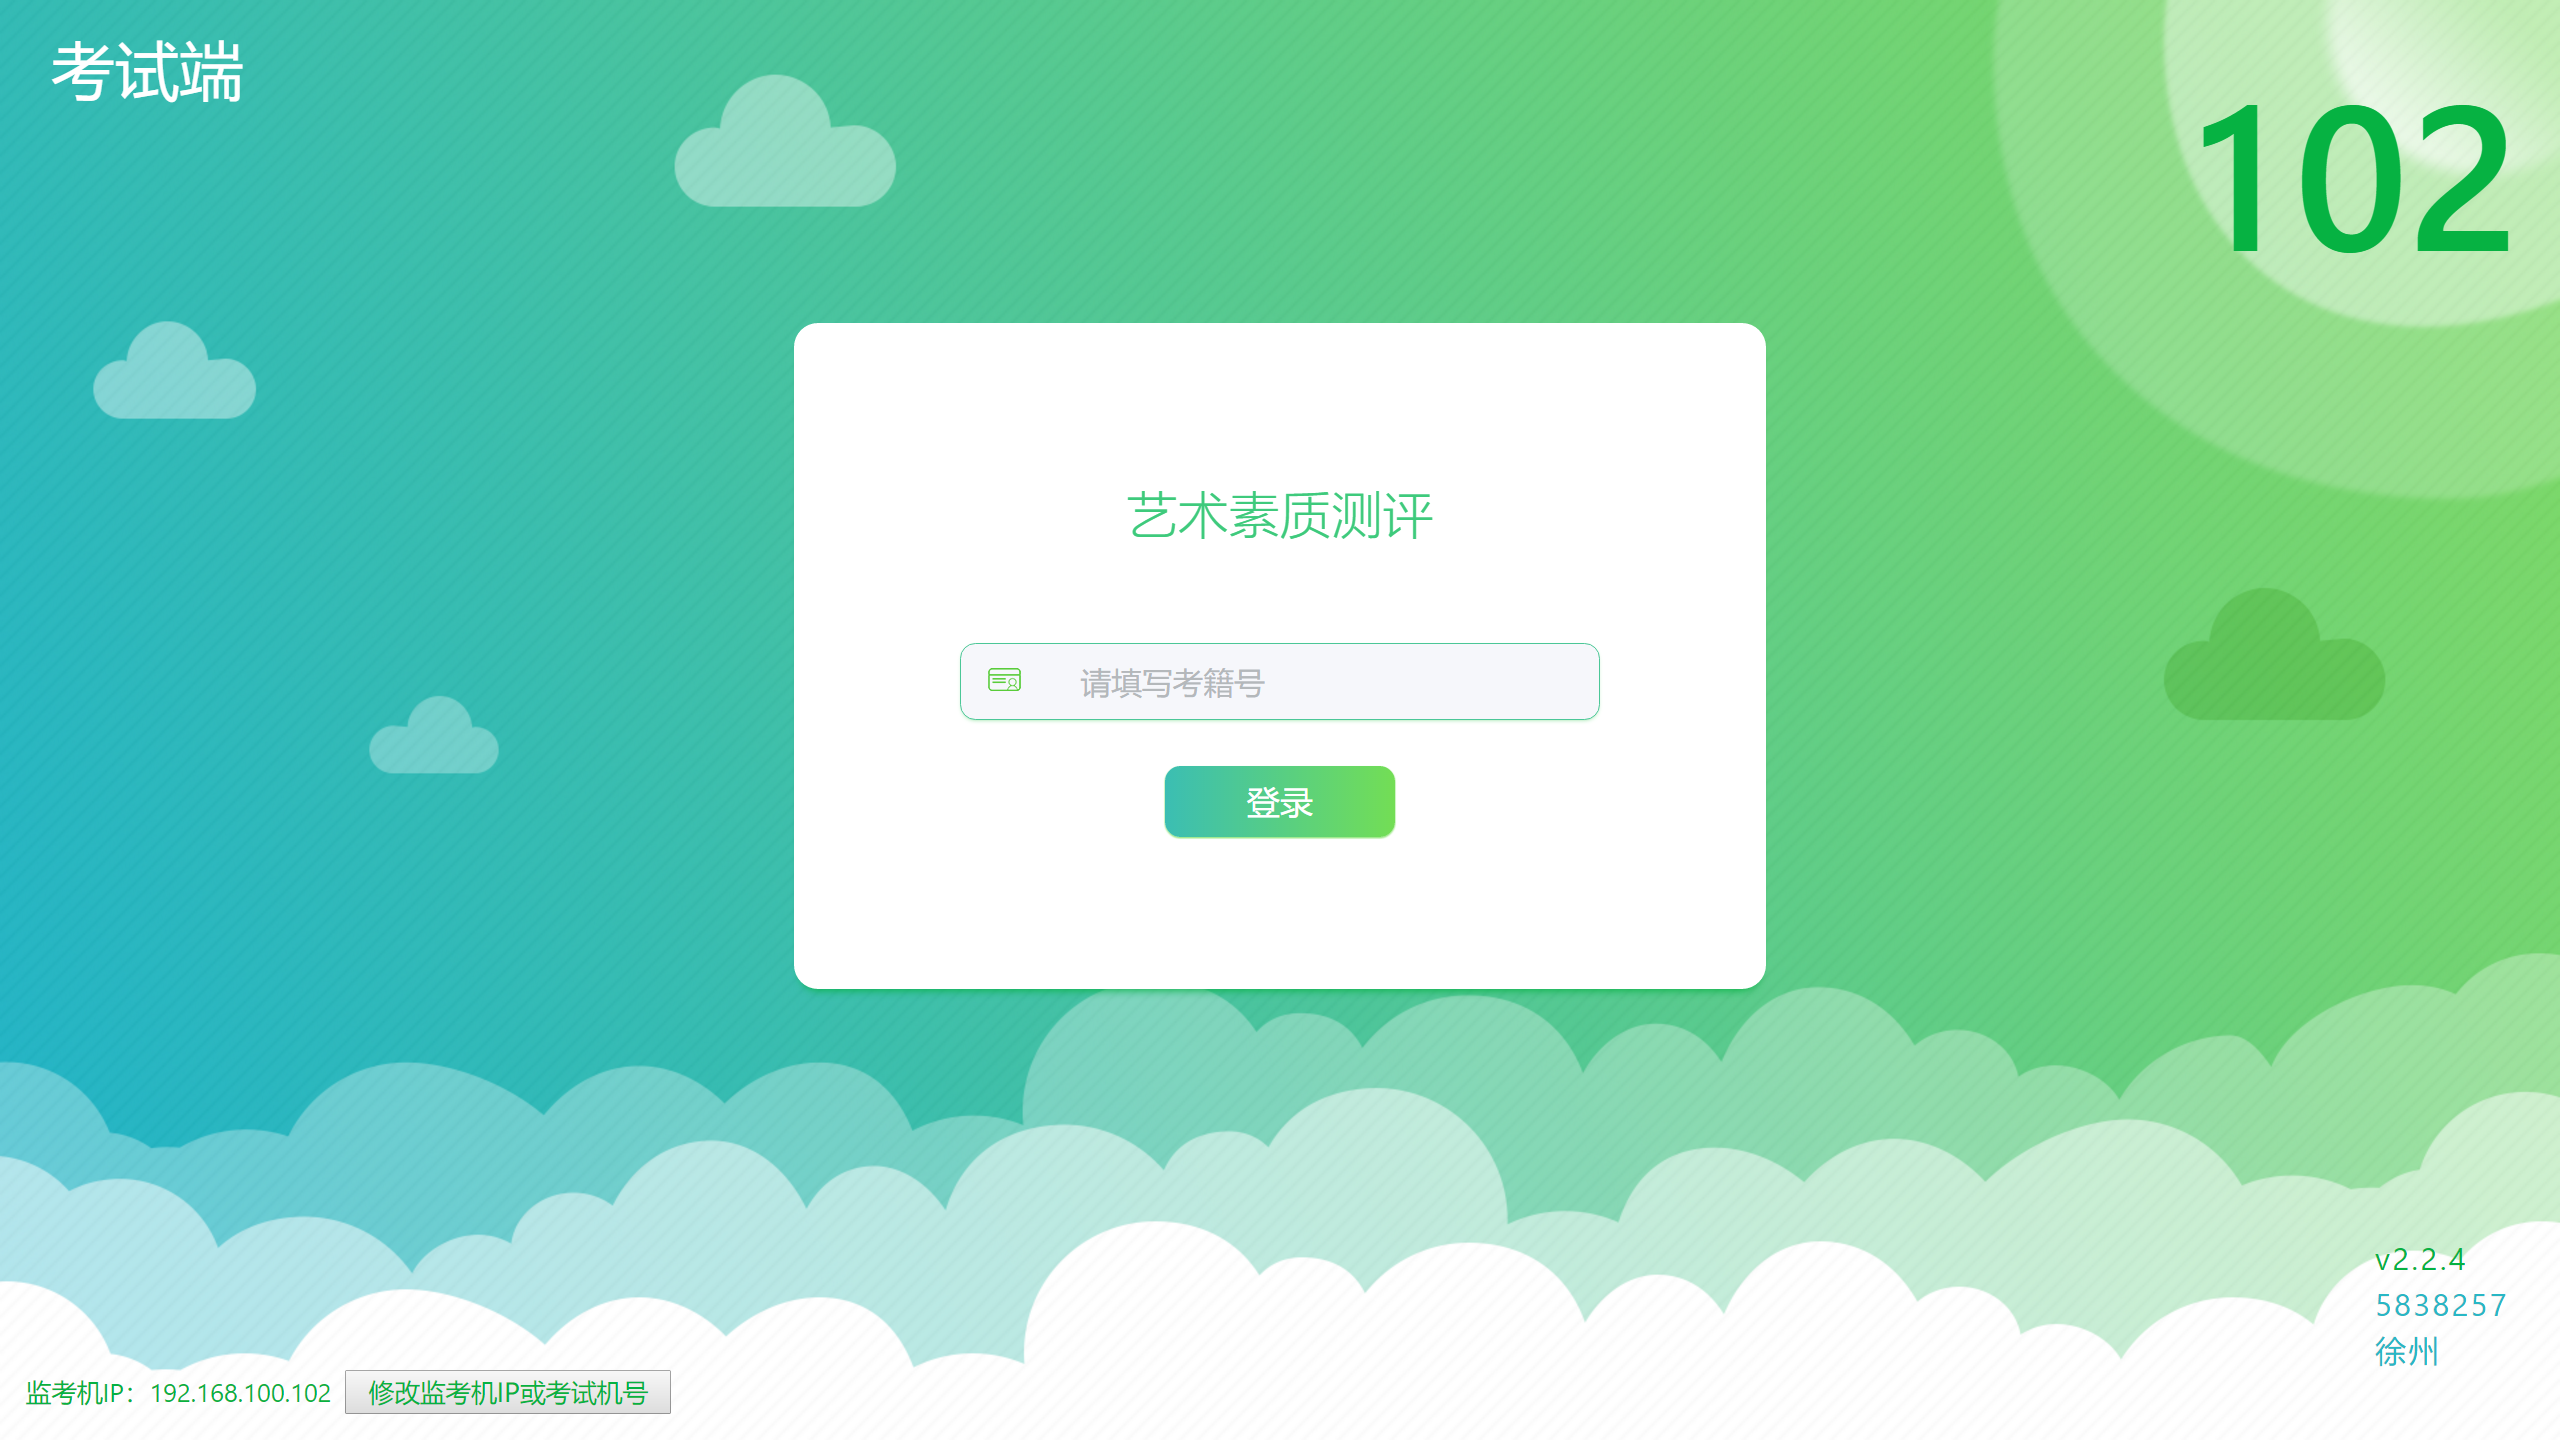 考试端
102
艺术素质测评
请填写考籍号
登录
v2.2.4
5838257
徐州
监考机IP：192.168.100.102 修改监考机IP或考试机号